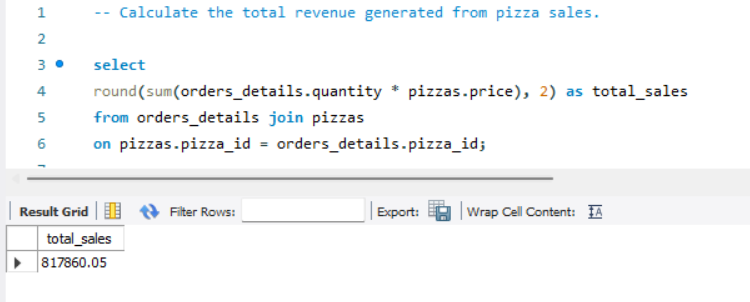 1 -- Calculate the total revenue generated from pizza sales.
2
3 select
4 round(sum(orders_details.quantity * pizzas.price), 2) as total_sales
5 from orders_details join pizzas
6 on pizzas.pizza_id = orders_details.pizza_id;
Result Grid Filter Rows: Export: Wrap Cell Content: IA
total_sales
817860.05